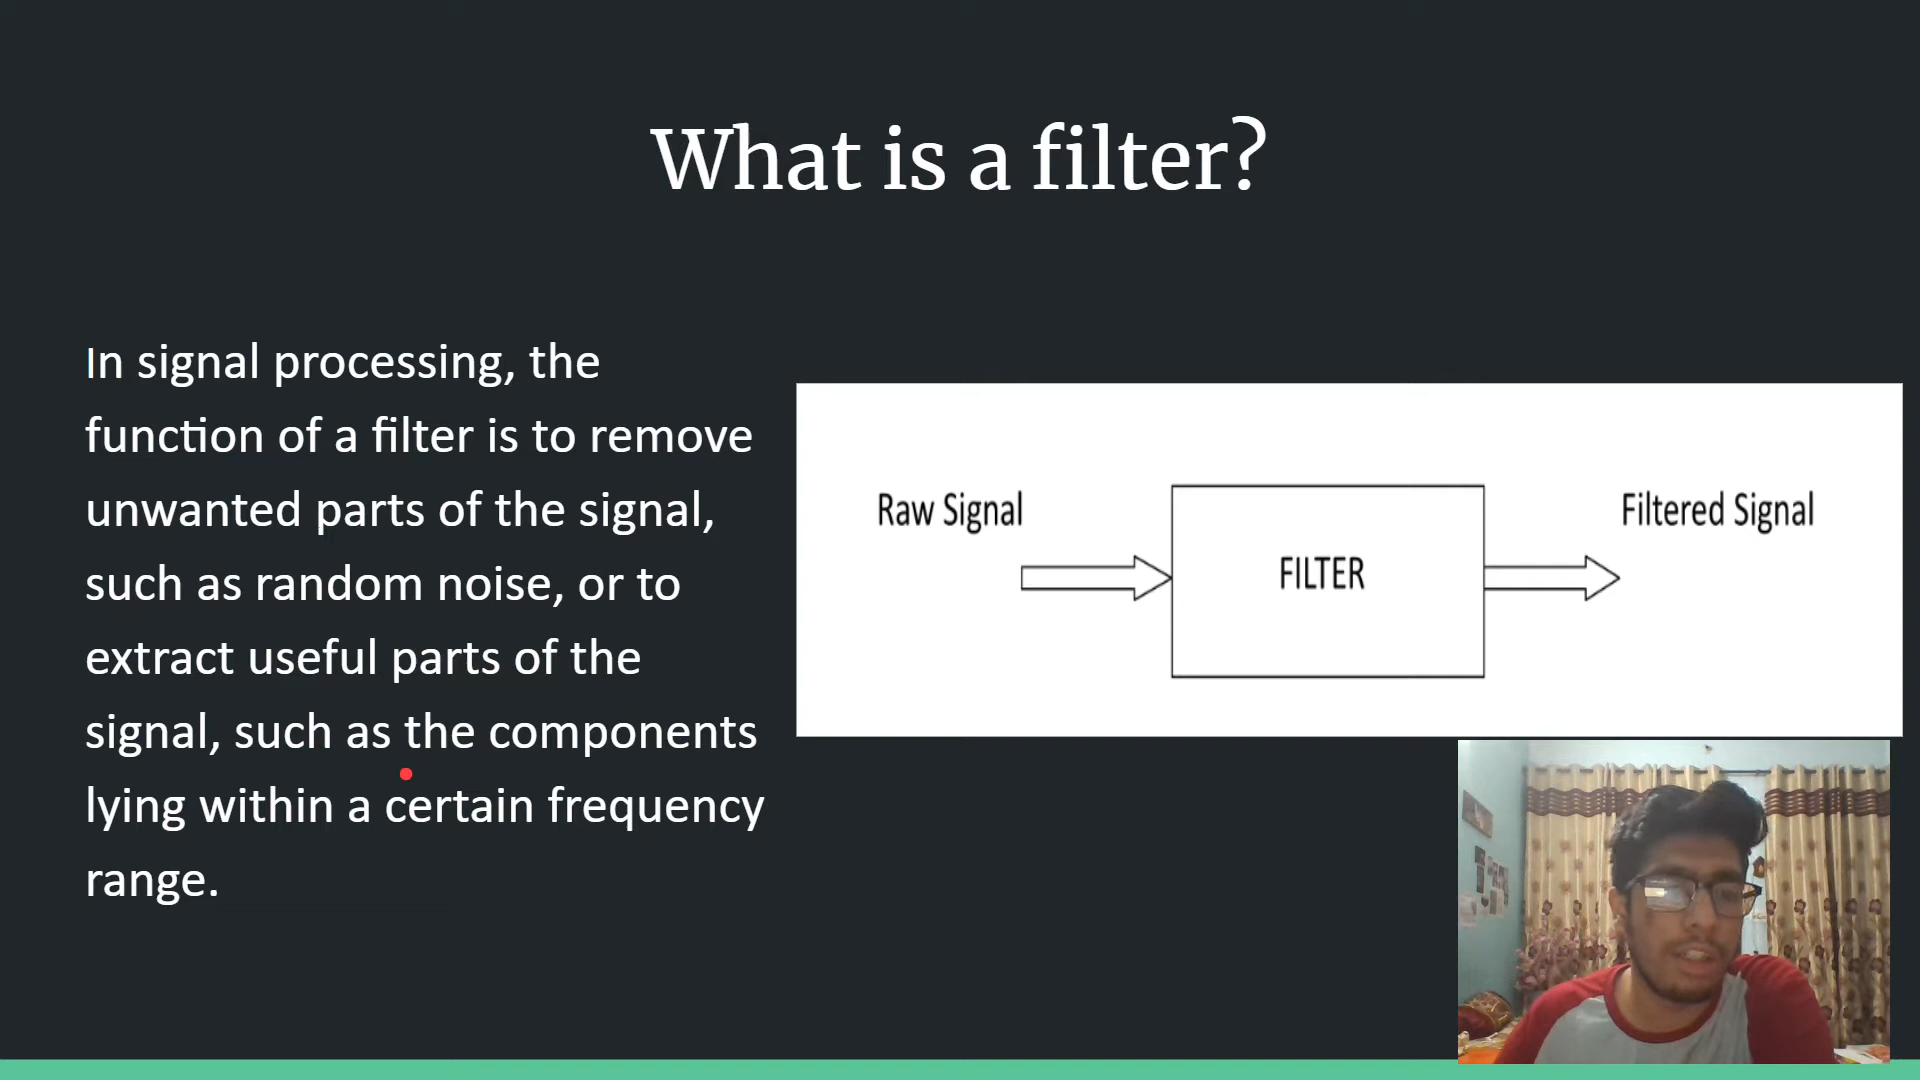 What is a filter?
In signal processing, the
function of a filter is to remove
unwanted parts of the signal,
such as random noise, or to
extract useful parts of the
signal, such as the components
lying within a certain frequency
range.
Raw Signal
FILTER
Filtered Signal